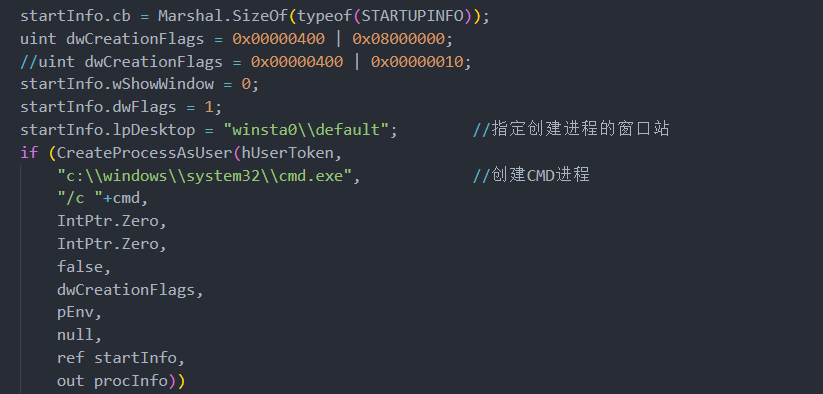 startInfo.cb = Marshal.SizeOf(typeof(STARTUPINFO));
uint dwCreationFlags = 0x00000400 | 0x08000000;
//uint dwCreationFlags = 0x00000400 | 0x00000010;
startInfo.wShowWindow = 0;
startInfo.dwFlags = 1;
startInfo.lpDesktop = "winsta0\\default"; //指定创建进程的窗口站
if (CreateProcessAsUser(hUserToken,
"c:\\windows\\system32\\cmd.exe", //创建CMD进程
"/c "+cmd,
IntPtr.Zero,
IntPtr.Zero,
false,
dwCreationFlags,
pEnv,
null,
ref startInfo,
out procInfo))